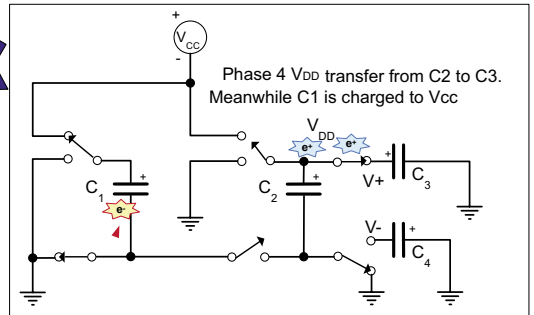 +
VCC
-
Phase 4 VDD transfer from C2 to C3.
Meanwhile C1 is charged to Vcc
VDD
e+ e+
+ + +
C1 C2 V+ C3
e-
V- +
C4